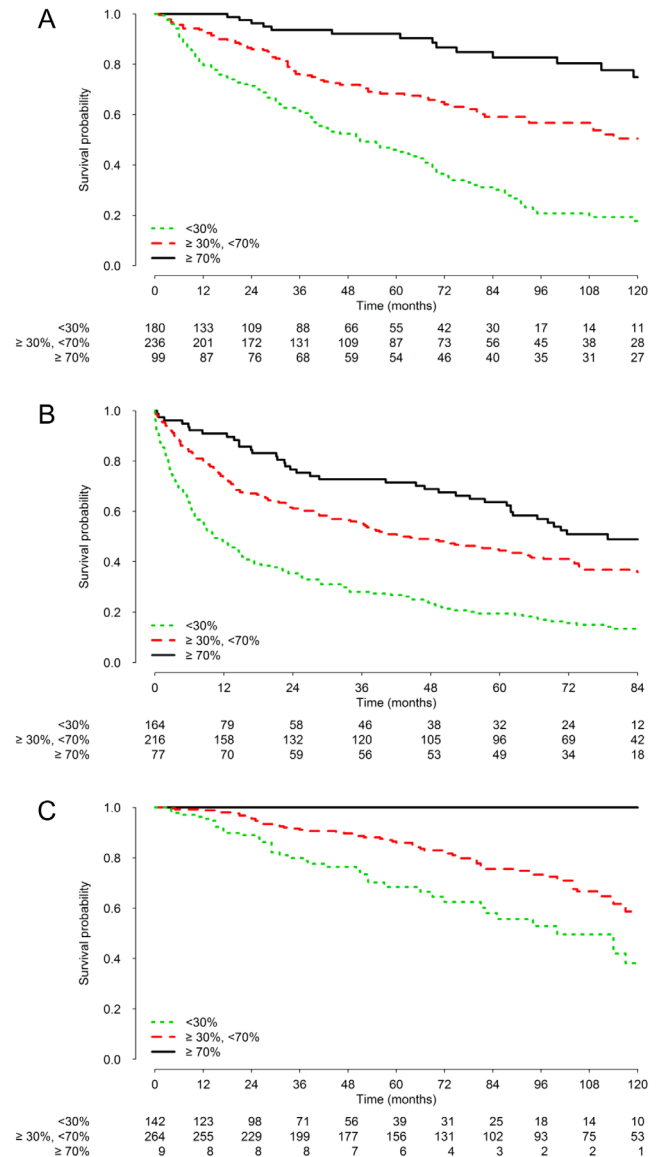 A
Survival probability
1.0
0.8
0.6
0.4
0.2
0.0
<30%
≥ 30%, <70%
≥ 70%
0 12 24 36 48 60 72 84 96 108 120
Time (months)
<30% 180 133 109 88 66 55 42 30 17 14 11
≥ 30%, <70% 236 201 172 131 109 87 73 56 45 38 28
≥ 70% 99 87 76 68 59 54 46 40 35 31 27
B
Survival probability
1.0
0.8
0.6
0.4
0.2
0.0
<30%
≥ 30%, <70%
≥ 70%
0 12 24 36 48 60 72 84
Time (months)
<30% 164 79 58 46 38 32 24 12
≥ 30%, <70% 216 158 132 120 105 96 69 42
≥ 70% 77 70 59 56 53 49 34 18
C
Survival probability
1.0
0.8
0.6
0.4
0.2
0.0
<30%
≥ 30%, <70%
≥ 70%
0 12 24 36 48 60 72 84 96 108 120
Time (months)
<30% 142 123 98 71 56 39 31 25 18 14 10
≥ 30%, <70% 264 255 229 199 177 156 131 102 93 75 53
≥ 70% 9 8 8 8 7 6 4 3 2 2 1